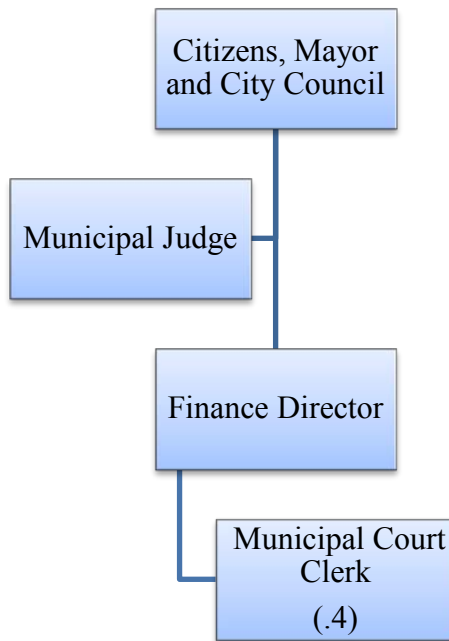 Citizens, Mayor
and City Council
Municipal Judge
Finance Director
Municipal Court
Clerk
(.4)